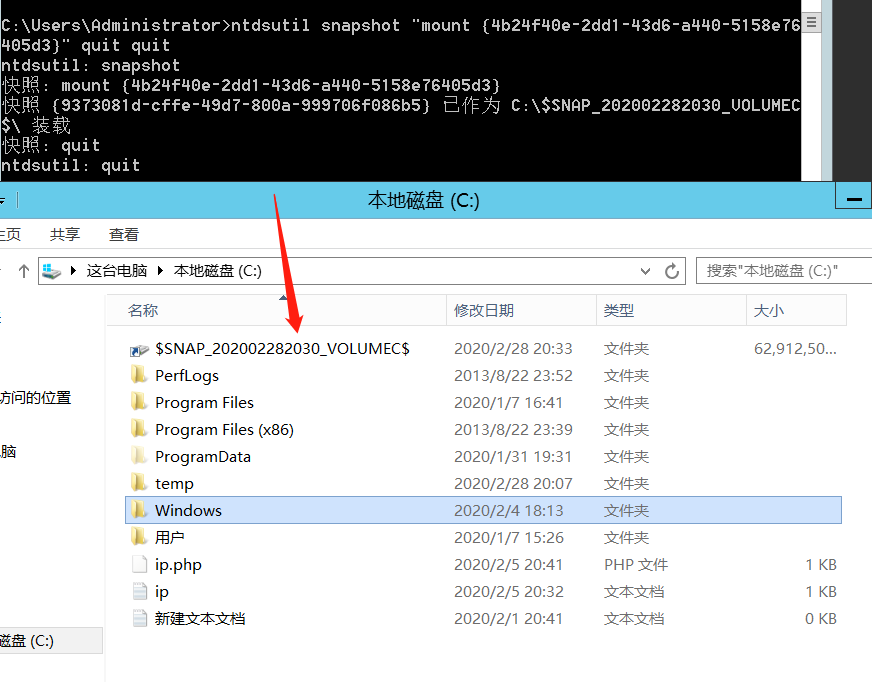 C:\Users\Administrator>ntdsutil snapshot "mount {4b24f40e-2dd1-43d6-a440-5158e76
405d3}" quit quit
ntdsutil: snapshot
快照: mount {4b24f40e-2dd1-43d6-a440-5158e76405d3}
快照 {9373081d-cffe-49d7-800a-999706f086b5} 已作为 C:\$SNAP_202002282030_VOLUMEC
$\ 装载
快照: quit
ntdsutil: quit
本地磁盘 (C:)
主页 共享 查看
这台电脑 本地磁盘 (C:) 搜索"本地磁盘 (C:)"
名称 修改日期 类型 大小
$SNAP_202002282030_VOLUMEC$ 2020/2/28 20:33 文件夹 62,912,50...
PerfLogs 2013/8/22 23:52 文件夹
访问的位置
Program Files 2020/1/7 16:41 文件夹
Program Files (x86) 2013/8/22 23:39 文件夹
脑
ProgramData 2020/1/31 19:31 文件夹
temp 2020/2/28 20:07 文件夹
Windows 2020/2/4 18:13 文件夹
用户 2020/1/7 15:26 文件夹
ip.php 2020/2/5 20:41 PHP 文件 1 KB
ip 2020/2/5 20:32 文本文档 1 KB
新建文本文档 2020/2/1 20:41 文本文档 0 KB
磁盘 (C:)